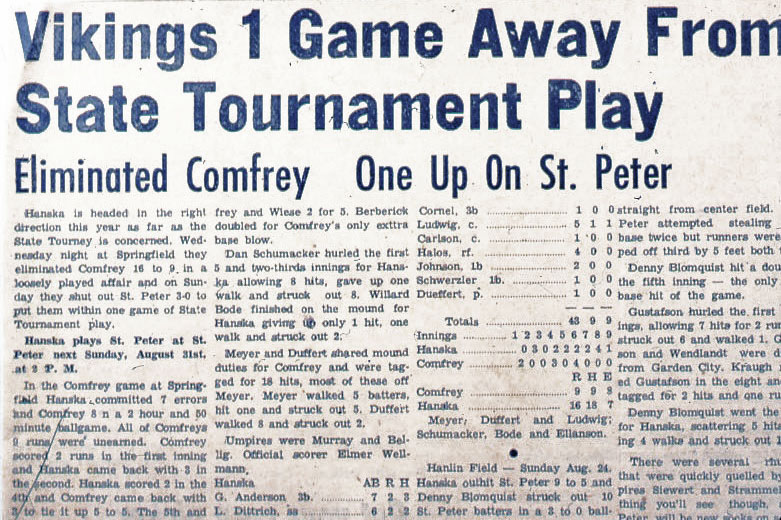 Vikings 1 Game Away From
State Tournament Play
Eliminated Comfrey One Up On St. Peter
Hanska is headed in the right
direction this year as far as the
State Tourney is concerned. Wed-
nesday night at Springfield they
eliminated Comfrey 16 to 9 in a
loosely played affair and on Sun-
day they shut out St. Peter 3-0 to
put them within one game of State
Tournament play.
Hanska plays St. Peter at St.
Peter next Sunday, August 31st,
at 2 P. M.
In the Comfrey game at Spring-
field Hanska committed 7 errors
and Comfrey 8 n a 2 hour and 50
minute ballgame. All of Comfreys
9 runs were unearned. Comfrey
scored 2 runs in the first inning
and Hanska came back with 3 in
the second. Hanska scored 2 in the
4th and Comfrey came back with
to tie it up 5 to 5. The 5th and
frey and Wiese 2 for 5. Berberick
doubled for Comfrey's only exttra
base blow.
Dan Schumacker hurled the first
5 and two-thirds innings for Hans-
ka allowing 8 hits, gave up one
walk and struck out 8. Willard
Bode finished on the mound for
Hanska giving up only 1 hit, one
walk and struck out 2.
Meyer and Duffert shared mound
duties for Comfrey and were tag-
ged for 18 hits, most of these off
Meyer. Meyer walked 5 batters,
hit one and struck out 5. Duffert
walked 8 and struck out 2.
Umpires were Murray and Bel-
lig. Official scorer Elmer Well-
mann.
Hanska AB R H
G. Anderson 3b. 7 2 3
L. Dittrich, ss 6 2 2
Cornel, 3b 1 0 0
Ludwig, c. 5 1 1
Carlson, c. 1 0 0
Halos, rf. 4 0 0
Johnson, 1b 2 0 0
Schwerzler 1b. 1 0 0
Dueffert, p. 1 0 0
Totals 43 9 9
Innings 1 2 3 4 5 6 7 8 9
Hanska 0 3 0 2 2 2 2 4 1
Comfrey 2 0 0 3 0 4 0 0 0
R H E
Comfrey 9 9 8
Hanska 16 18 7
Meyer, Duffert and Ludwig;
Schumacker, Bode and Ellanson.
Hanlin Field — Sunday Aug. 24.
Hanska outhit St. Peter 9 to 5 and
Denny Blomquist struck out 10
St. Peter batters in a 3 to 0 ball-
straight from center field.
Peter attempted stealing
base twice but runners were
ped off third by 5 feet both
Denny Blomquist hit a dou
the fifth inning — the only
base hit of the game.
Gustafson hurled the first
ings, allowing 7 hits for 2 r
struck out 6 and walked 1. G
son and Wendlandt were d
from Garden City. Kraugh
ed Gustafson in the eight a
tagged for 2 hits and one ru
Denny Blomquist went the
for Hanska, scattering 5 hits
ing 4 walks and struck out 1
There were several rhu
that were quickly quelled by
pires Siewert and Stramme
thing you'll see though,
Peter will be now